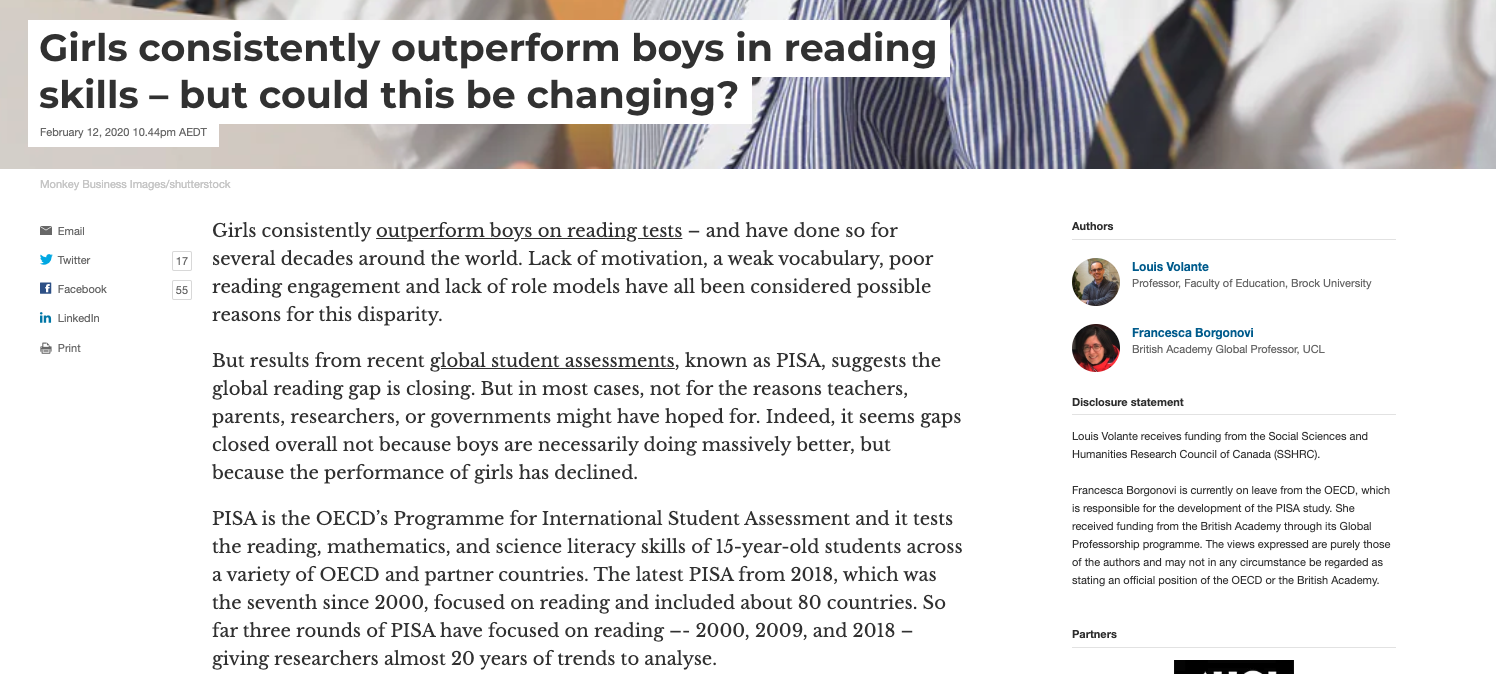 Girls consistently outperform boys in reading
skills – but could this be changing?
February 12, 2020 10.44pm AEDT
Monkey Business Images/shutterstock
Email
Twitter 17
Facebook 55
LinkedIn
Print
Girls consistently outperform boys on reading tests – and have done so for
several decades around the world. Lack of motivation, a weak vocabulary, poor
reading engagement and lack of role models have all been considered possible
reasons for this disparity.
But results from recent global student assessments, known as PISA, suggests the
global reading gap is closing. But in most cases, not for the reasons teachers,
parents, researchers, or governments might have hoped for. Indeed, it seems gaps
closed overall not because boys are necessarily doing massively better, but
because the performance of girls has declined.
PISA is the OECD’s Programme for International Student Assessment and it tests
the reading, mathematics, and science literacy skills of 15-year-old students across
a variety of OECD and partner countries. The latest PISA from 2018, which was
the seventh since 2000, focused on reading and included about 80 countries. So
far three rounds of PISA have focused on reading –- 2000, 2009, and 2018 –
giving researchers almost 20 years of trends to analyse.
Authors
Louis Volante
Professor, Faculty of Education, Brock University
Francesca Borgonovi
British Academy Global Professor, UCL
Disclosure statement
Louis Volante receives funding from the Social Sciences and
Humanities Research Council of Canada (SSHRC).
Francesca Borgonovi is currently on leave from the OECD, which
is responsible for the development of the PISA study. She
received funding from the British Academy through its Global
Professorship programme. The views expressed are purely those
of the authors and may not in any circumstance be regarded as
stating an official position of the OECD or the British Academy.
Partners